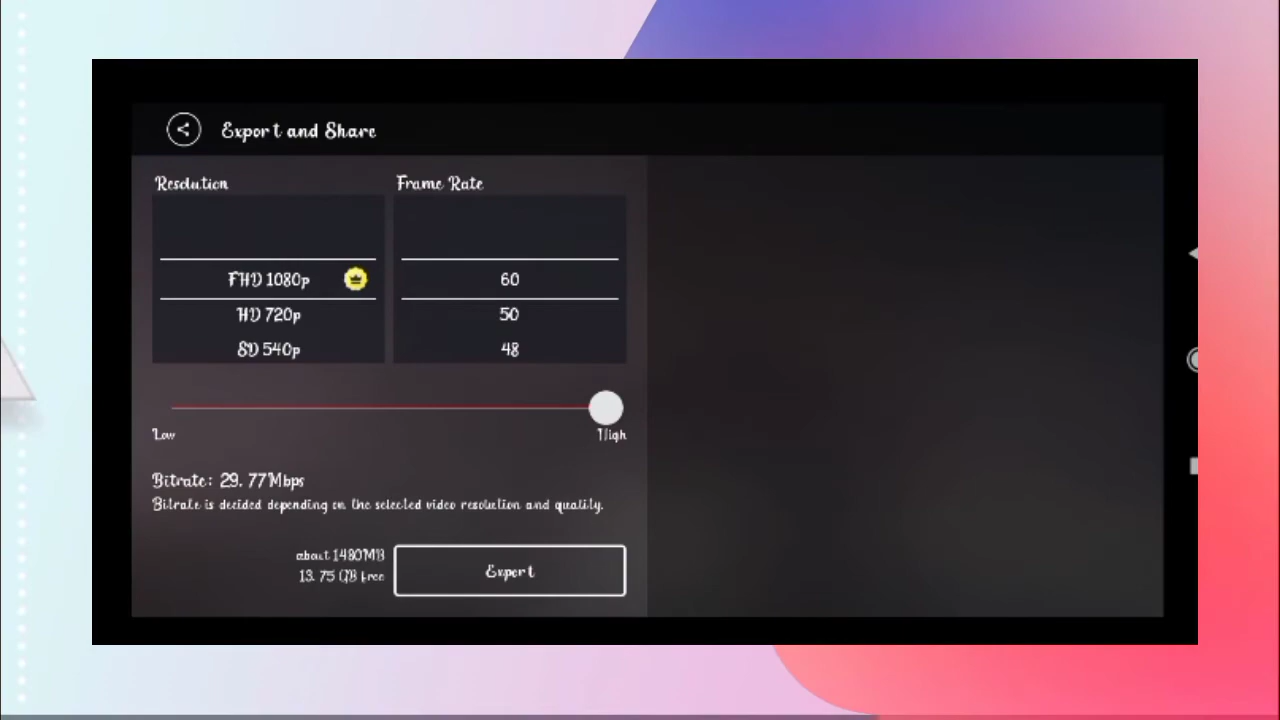 Export and Share
Resolution
Frame Rate
FHD 1080p
60
HD 720p
50
SD 540p
48
Low
High
Bitrate: 29.77Mbps
Bitrate is decided depending on the selected video resolution and quality.
about 1480MB
13.75 GB free
Export